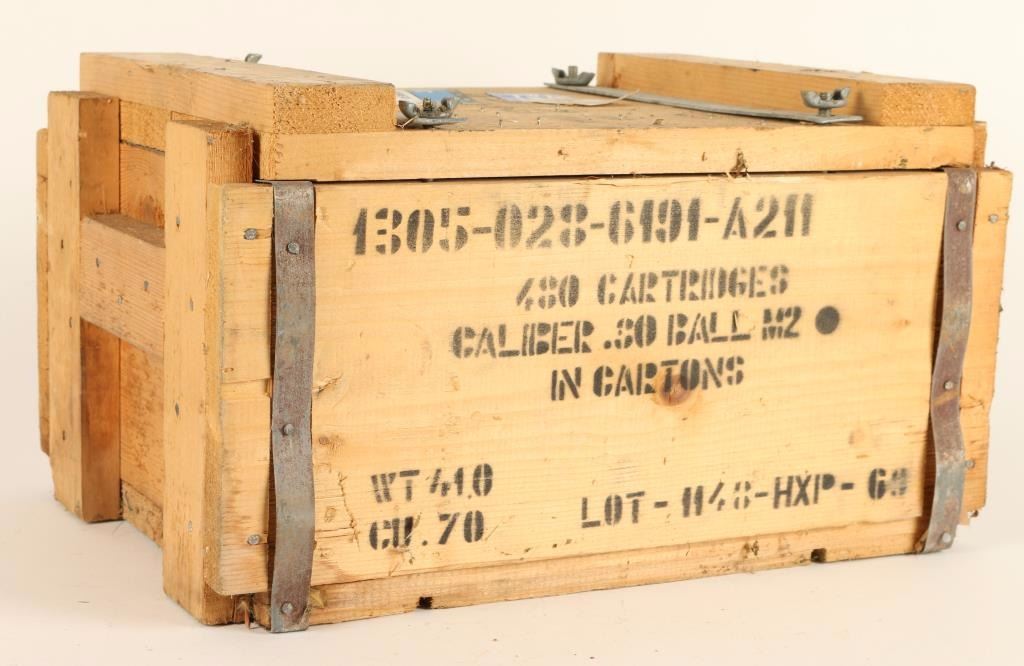 1305-028-6191-A211
480 CARTRIDGES
CALIBER .30 BALL M2
IN CARTONS
WT 41.0
CU .70
LOT - 1148-HXP - 69